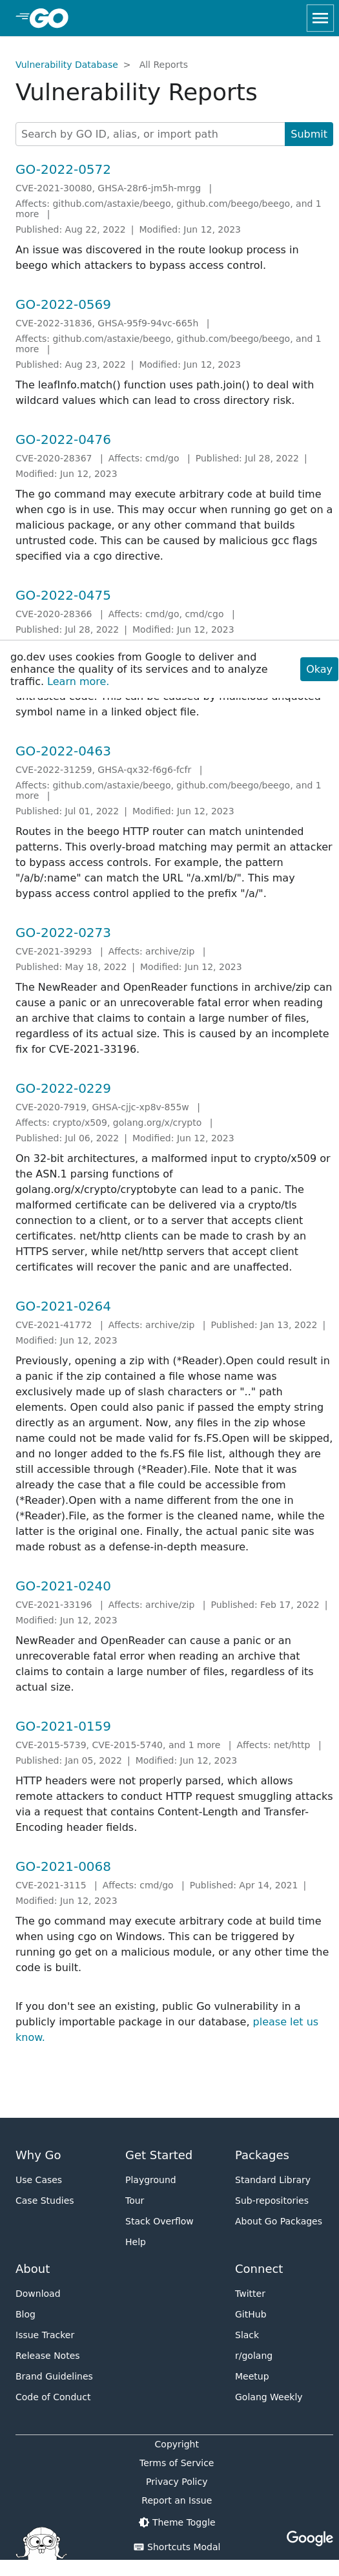 GO
Vulnerability Database > All Reports
Vulnerability Reports
Search by GO ID, alias, or import path
Submit
GO-2022-0572
CVE-2021-30080, GHSA-28r6-jm5h-mrgg |
Affects: github.com/astaxie/beego, github.com/beego/beego, and 1
more |
Published: Aug 22, 2022 | Modified: Jun 12, 2023
An issue was discovered in the route lookup process in
beego which attackers to bypass access control.
GO-2022-0569
CVE-2022-31836, GHSA-95f9-94vc-665h |
Affects: github.com/astaxie/beego, github.com/beego/beego, and 1
more |
Published: Aug 23, 2022 | Modified: Jun 12, 2023
The leafInfo.match() function uses path.join() to deal with
wildcard values which can lead to cross directory risk.
GO-2022-0476
CVE-2020-28367 | Affects: cmd/go | Published: Jul 28, 2022 |
Modified: Jun 12, 2023
The go command may execute arbitrary code at build time
when cgo is in use. This may occur when running go get on a
malicious package, or any other command that builds
untrusted code. This can be caused by malicious gcc flags
specified via a cgo directive.
GO-2022-0475
CVE-2020-28366 | Affects: cmd/go, cmd/cgo |
Published: Jul 28, 2022 | Modified: Jun 12, 2023
go.dev uses cookies from Google to deliver and
enhance the quality of its services and to analyze
traffic. Learn more.
Okay
untrusted code. This can be caused by malicious unquoted
symbol name in a linked object file.
GO-2022-0463
CVE-2022-31259, GHSA-qx32-f6g6-fcfr |
Affects: github.com/astaxie/beego, github.com/beego/beego, and 1
more |
Published: Jul 01, 2022 | Modified: Jun 12, 2023
Routes in the beego HTTP router can match unintended
patterns. This overly-broad matching may permit an attacker
to bypass access controls. For example, the pattern
"/a/b/:name" can match the URL "/a.xml/b/". This may
bypass access control applied to the prefix "/a/".
GO-2022-0273
CVE-2021-39293 | Affects: archive/zip |
Published: May 18, 2022 | Modified: Jun 12, 2023
The NewReader and OpenReader functions in archive/zip can
cause a panic or an unrecoverable fatal error when reading
an archive that claims to contain a large number of files,
regardless of its actual size. This is caused by an incomplete
fix for CVE-2021-33196.
GO-2022-0229
CVE-2020-7919, GHSA-cjjc-xp8v-855w |
Affects: crypto/x509, golang.org/x/crypto |
Published: Jul 06, 2022 | Modified: Jun 12, 2023
On 32-bit architectures, a malformed input to crypto/x509 or
the ASN.1 parsing functions of
golang.org/x/crypto/cryptobyte can lead to a panic. The
malformed certificate can be delivered via a crypto/tls
connection to a client, or to a server that accepts client
certificates. net/http clients can be made to crash by an
HTTPS server, while net/http servers that accept client
certificates will recover the panic and are unaffected.
GO-2021-0264
CVE-2021-41772 | Affects: archive/zip | Published: Jan 13, 2022 |
Modified: Jun 12, 2023
Previously, opening a zip with (*Reader).Open could result in
a panic if the zip contained a file whose name was
exclusively made up of slash characters or ".." path
elements. Open could also panic if passed the empty string
directly as an argument. Now, any files in the zip whose
name could not be made valid for fs.FS.Open will be skipped,
and no longer added to the fs.FS file list, although they are
still accessible through (*Reader).File. Note that it was
already the case that a file could be accessible from
(*Reader).Open with a name different from the one in
(*Reader).File, as the former is the cleaned name, while the
latter is the original one. Finally, the actual panic site was
made robust as a defense-in-depth measure.
GO-2021-0240
CVE-2021-33196 | Affects: archive/zip | Published: Feb 17, 2022 |
Modified: Jun 12, 2023
NewReader and OpenReader can cause a panic or an
unrecoverable fatal error when reading an archive that
claims to contain a large number of files, regardless of its
actual size.
GO-2021-0159
CVE-2015-5739, CVE-2015-5740, and 1 more | Affects: net/http |
Published: Jan 05, 2022 | Modified: Jun 12, 2023
HTTP headers were not properly parsed, which allows
remote attackers to conduct HTTP request smuggling attacks
via a request that contains Content-Length and Transfer-
Encoding header fields.
GO-2021-0068
CVE-2021-3115 | Affects: cmd/go | Published: Apr 14, 2021 |
Modified: Jun 12, 2023
The go command may execute arbitrary code at build time
when using cgo on Windows. This can be triggered by
running go get on a malicious module, or any other time the
code is built.
If you don't see an existing, public Go vulnerability in a
publicly importable package in our database, please let us
know.
Why Go
Use Cases
Case Studies
Get Started
Playground
Tour
Stack Overflow
Help
Packages
Standard Library
Sub-repositories
About Go Packages
About
Download
Blog
Issue Tracker
Release Notes
Brand Guidelines
Code of Conduct
Connect
Twitter
GitHub
Slack
r/golang
Meetup
Golang Weekly
Copyright
Terms of Service
Privacy Policy
Report an Issue
Theme Toggle
Shortcuts Modal
Google